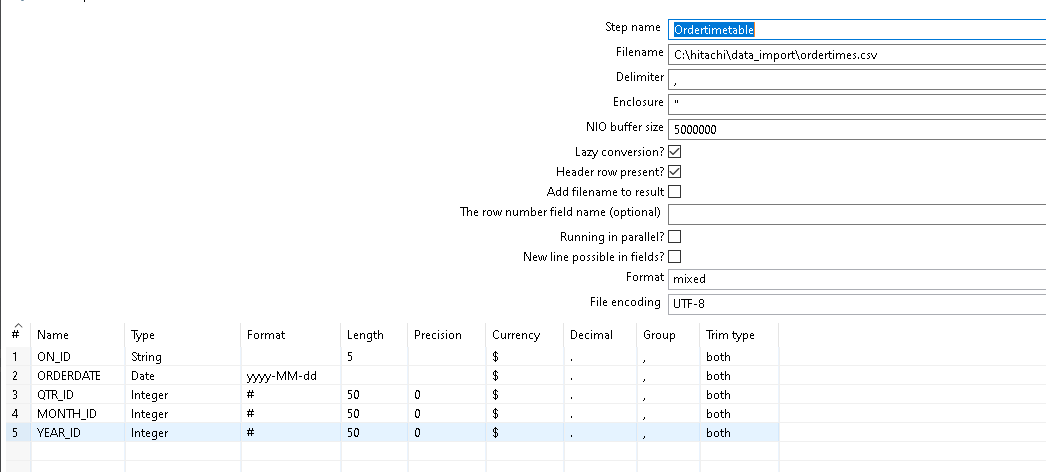 Step name Ordertimetable
Filename C:\hitachi\data_import\ordertimes.csv
Delimiter ,
Enclosure "
NIO buffer size 5000000
Lazy conversion?
Header row present?
Add filename to result
The row number field name (optional)
Running in parallel?
New line possible in fields?
Format mixed
File encoding UTF-8
# Name Type Format Length Precision Currency Decimal Group Trim type
1 ON_ID String 5 $ . , both
2 ORDERDATE Date yyyy-MM-dd $ . , both
3 QTR_ID Integer # 50 0 $ . , both
4 MONTH_ID Integer # 50 0 $ . , both
5 YEAR_ID Integer # 50 0 $ . , both